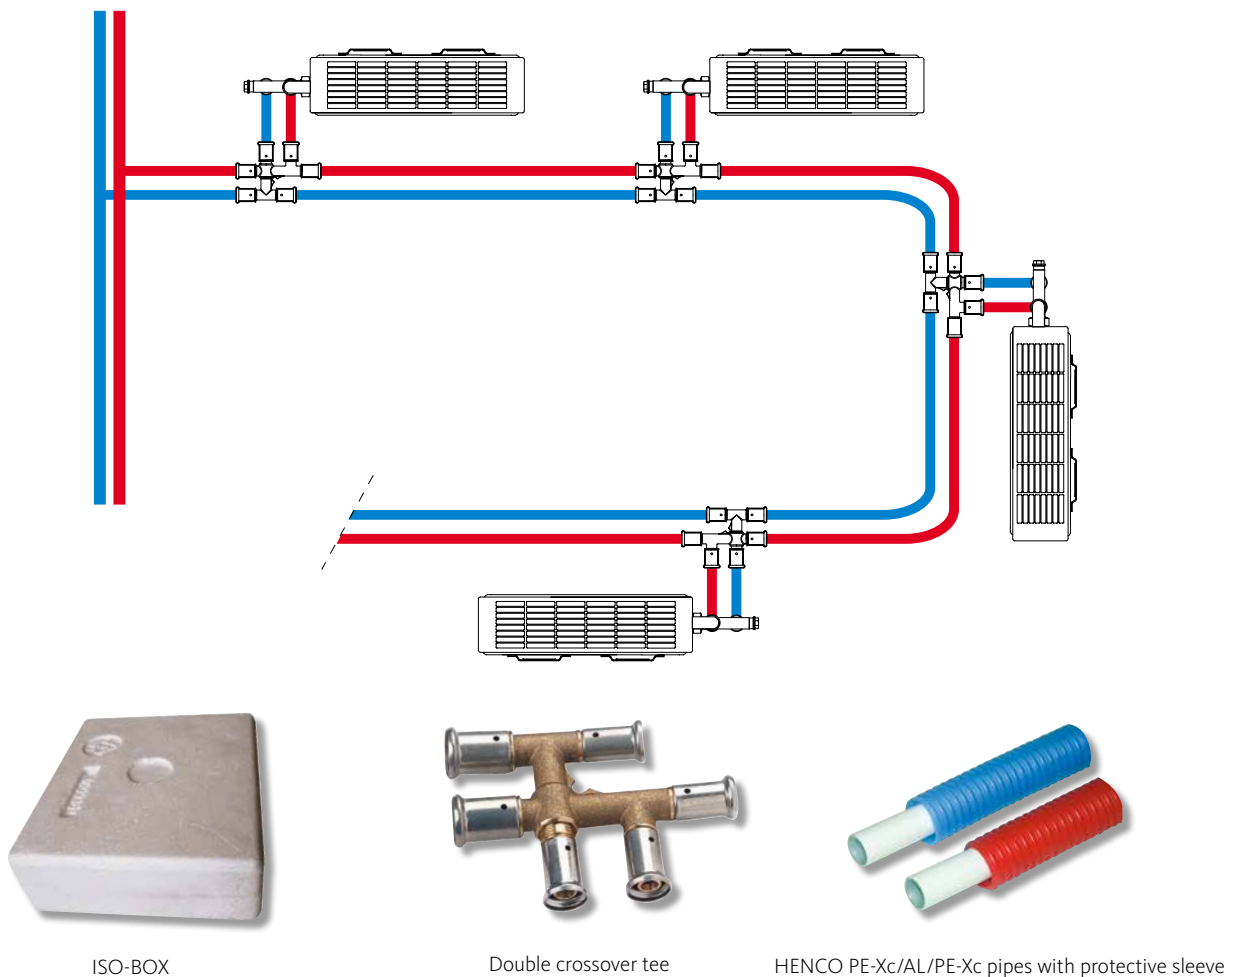 ISO-BOX
Double crossover tee
HENCO PE-Xc/AL/PE-Xc pipes with protective sleeve